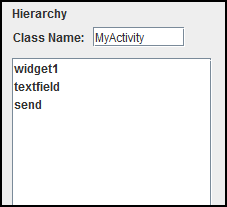 Hierarchy
Class Name: MyActivity
widget1
textfield
send